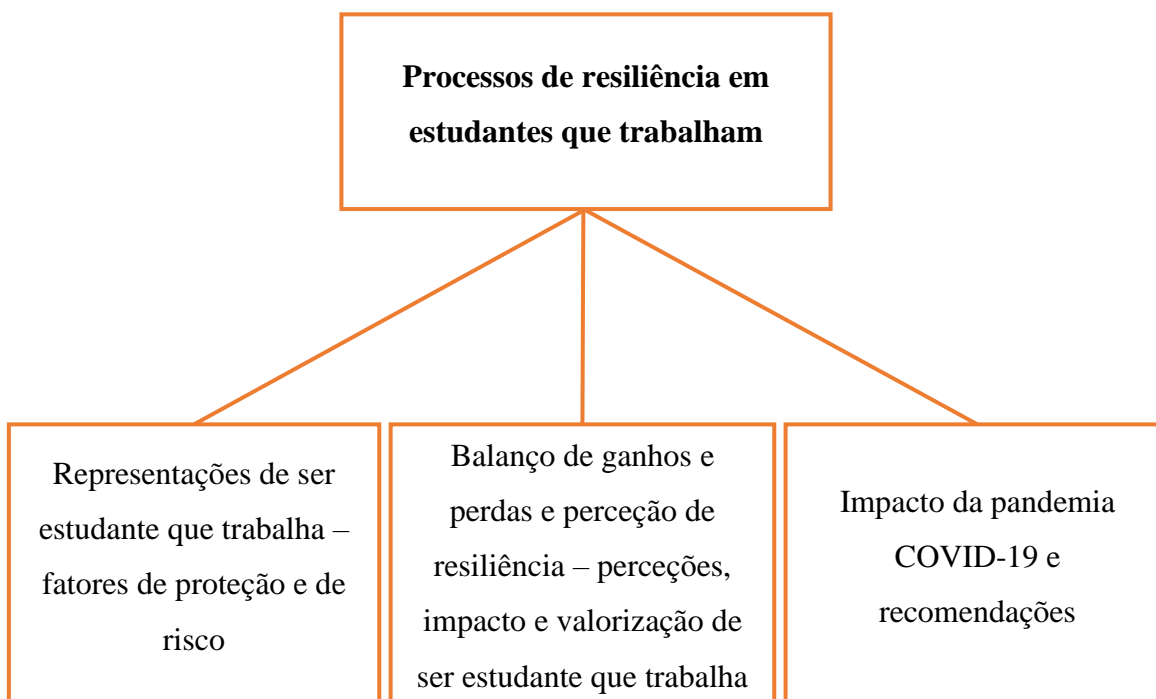 Processos de resiliência em
estudantes que trabalham
Representações de ser
estudante que trabalha –
fatores de proteção e de
risco
Balanço de ganhos e
perdas e perceção de
resiliência – perceções,
impacto e valorização de
ser estudante que trabalha
Impacto da pandemia
COVID-19 e
recomendações